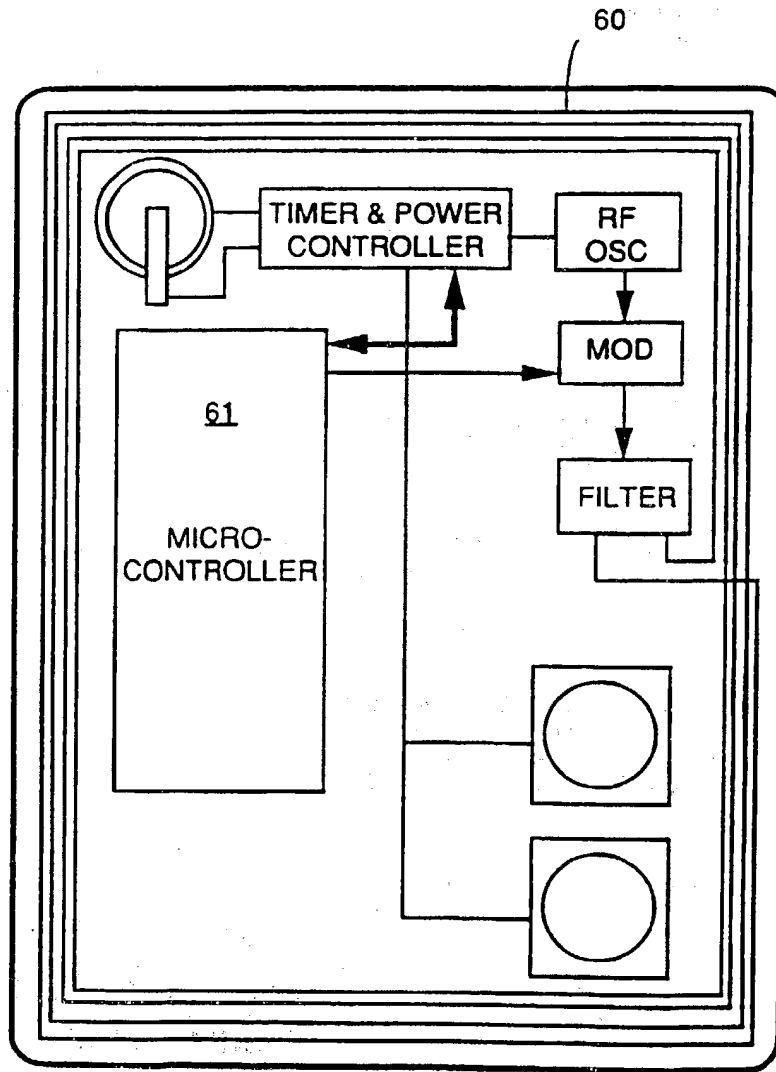 60
TIMER & POWER
CONTROLLER
RF
OSC
MOD
61
FILTER
MICRO-
CONTROLLER